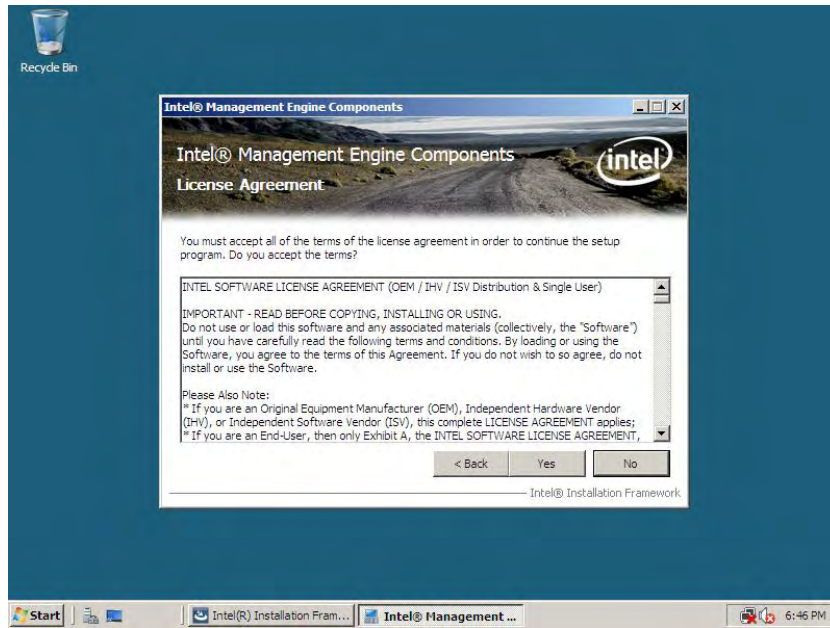 Recycle Bin
Intel® Management Engine Components
Intel® Management Engine Components
intel
License Agreement
You must accept all of the terms of the license agreement in order to continue the setup
program. Do you accept the terms?
INTEL SOFTWARE LICENSE AGREEMENT (OEM / IHV / ISV Distribution & Single User)
IMPORTANT - READ BEFORE COPYING, INSTALLING OR USING.
Do not use or load this software and any associated materials (collectively, the "Software")
until you have carefully read the following terms and conditions. By loading or using the
Software, you agree to the terms of this Agreement. If you do not wish to so agree, do not
install or use the Software.
Please Also Note:
* If you are an Original Equipment Manufacturer (OEM), Independent Hardware Vendor
(IHV), or Independent Software Vendor (ISV), this complete LICENSE AGREEMENT applies;
* If you are an End-User, then only Exhibit A, the INTEL SOFTWARE LICENSE AGREEMENT,
< Back Yes No
Intel® Installation Framework
Start Intel(R) Installation Fram... Intel® Management ... 6:46 PM